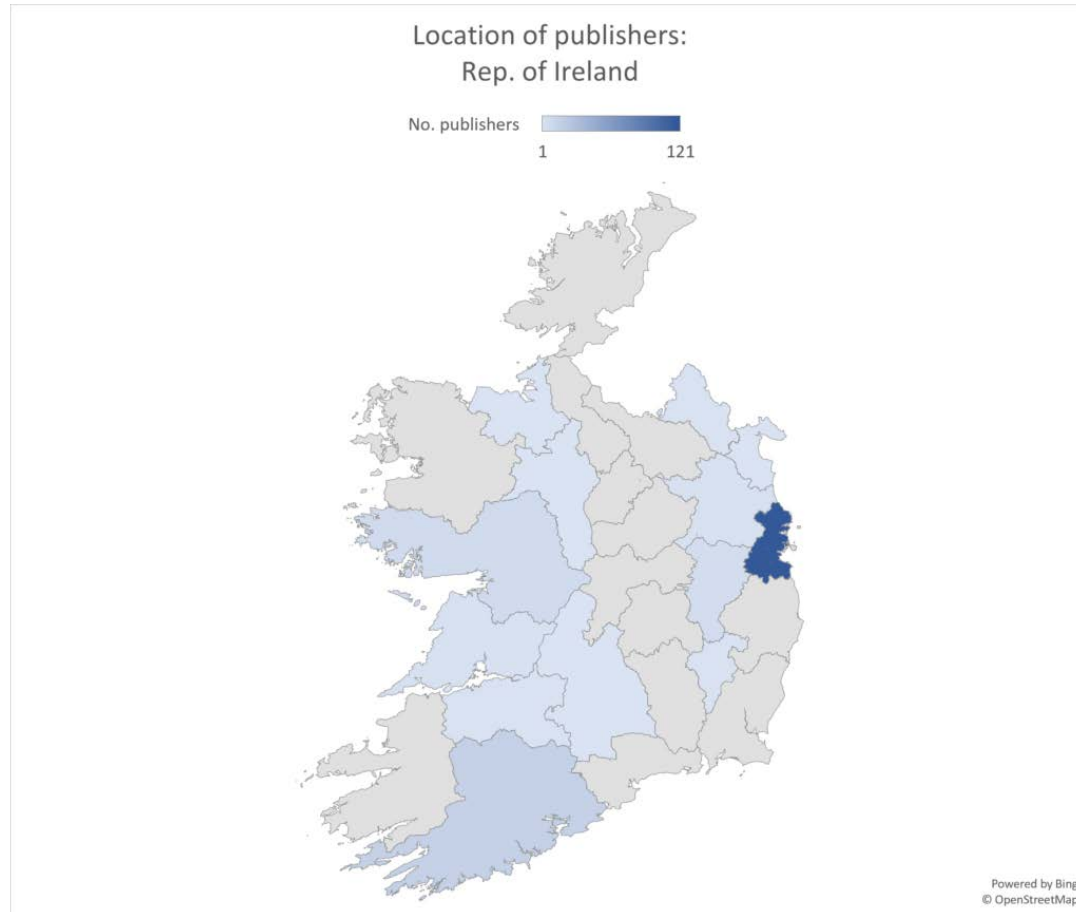 Location of publishers:
Rep. of Ireland
No. publishers
1 121
Powered by Bing
© OpenStreetMap